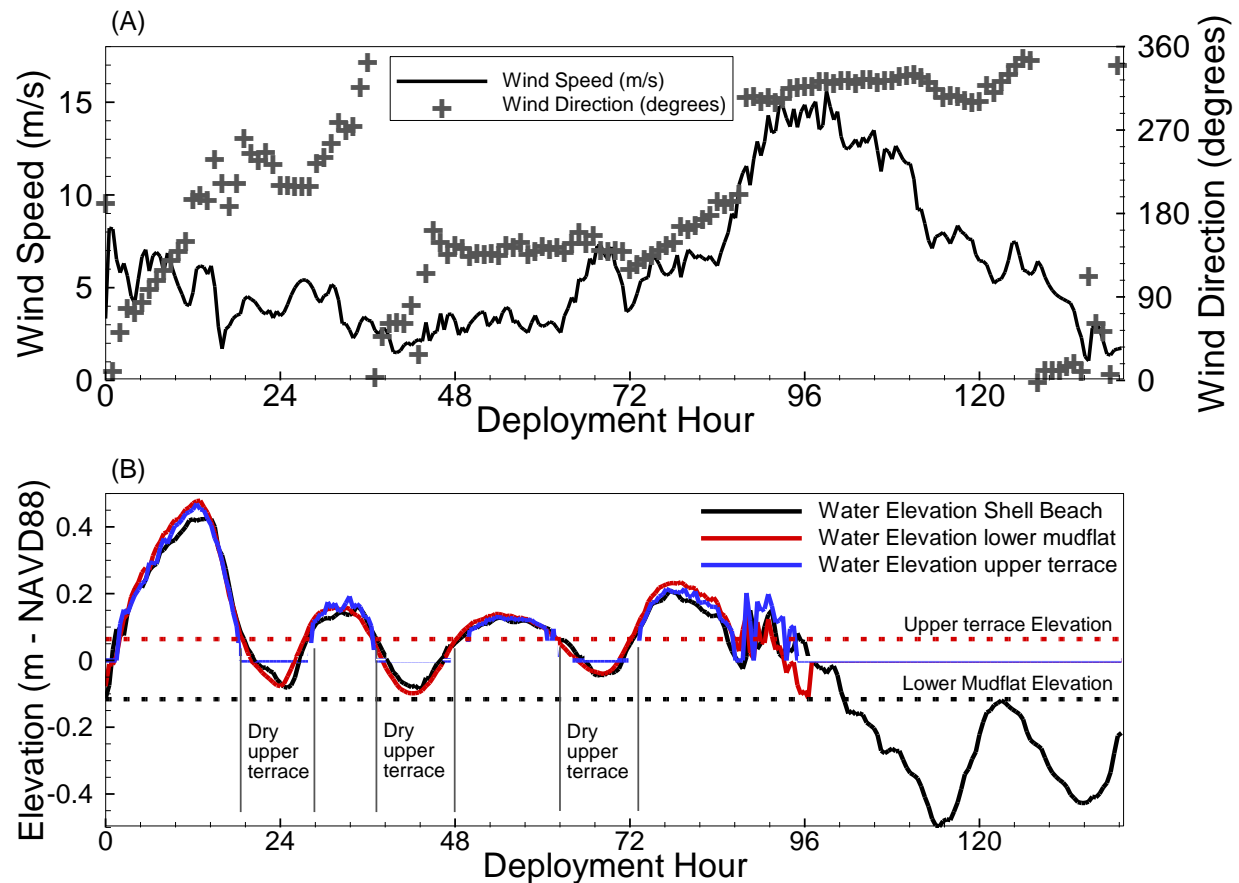 (A)
Wind Speed (m/s)
Wind Direction (degrees)
15
10
5
0
360
270
180
90
0
Wind Speed (m/s)
Wind Direction (degrees)
0 24 48 72 96 120
Deployment Hour
(B)
Elevation (m - NAVD88)
0.4
0.2
0
-0.2
-0.4
Water Elevation Shell Beach
Water Elevation lower mudflat
Water Elevation upper terrace
Upper terrace Elevation
Lower Mudflat Elevation
Dry
upper
terrace
Dry
upper
terrace
Dry
upper
terrace
0 24 48 72 96 120
Deployment Hour